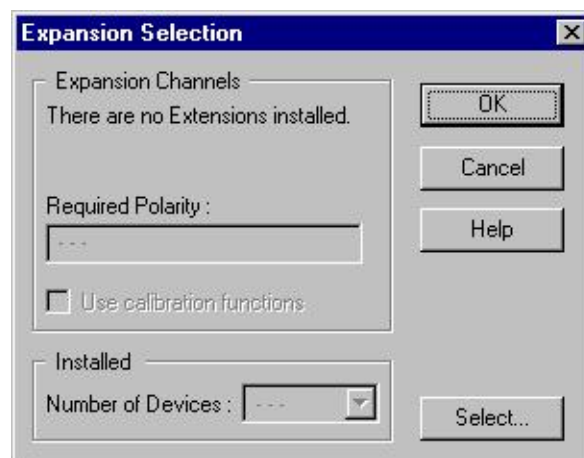 Expansion Selection
Expansion Channels
There are no Extensions installed.
Required Polarity :
---
Use calibration functions
Installed
Number of Devices : ---
OK
Cancel
Help
Select...